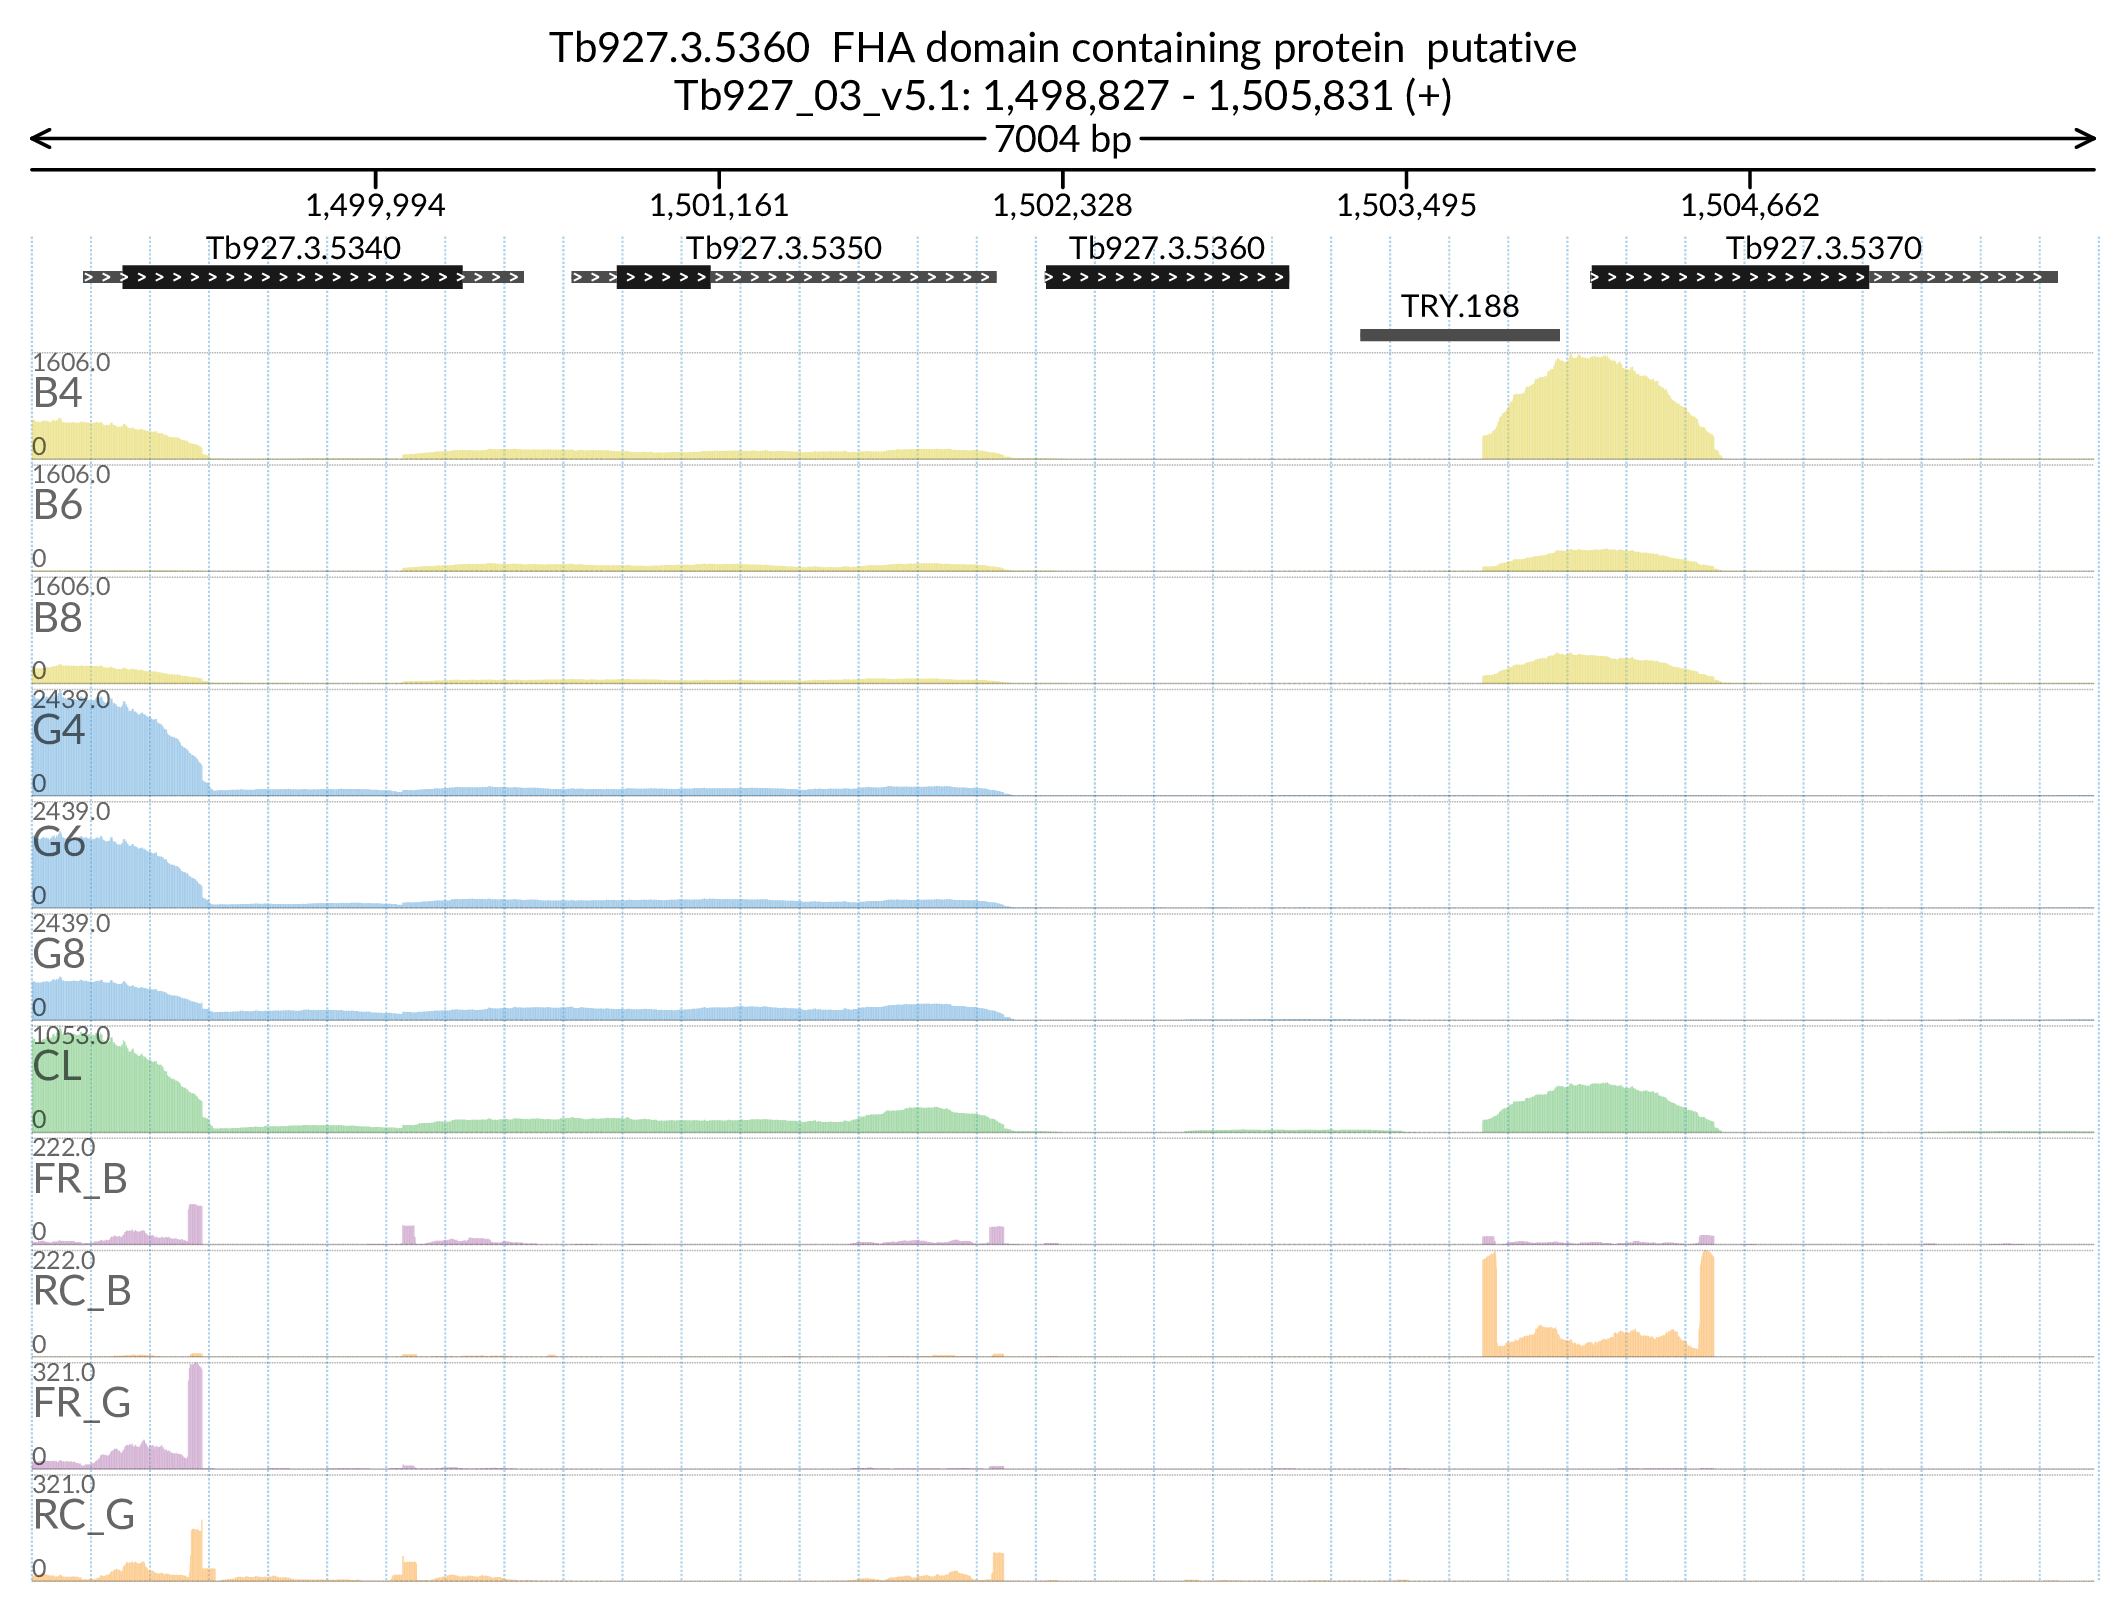 Tb927.3.5360  FHA domain containing protein  putative
Tb927_03_v5.1: 1,498,827 - 1,505,831 (+)
7004 bp
1,499,994 1,501,161 1,502,328 1,503,495 1,504,662
Tb927.3.5340 Tb927.3.5350 Tb927.3.5360 Tb927.3.5370
TRY.188
1606.0
B4
0
1606.0
B6
0
1606.0
B8
0
2439.0
G4
0
2439.0
G6
0
2439.0
G8
0
1053.0
CL
0
222.0
FR_B
0
222.0
RC_B
0
321.0
FR_G
0
321.0
RC_G
0